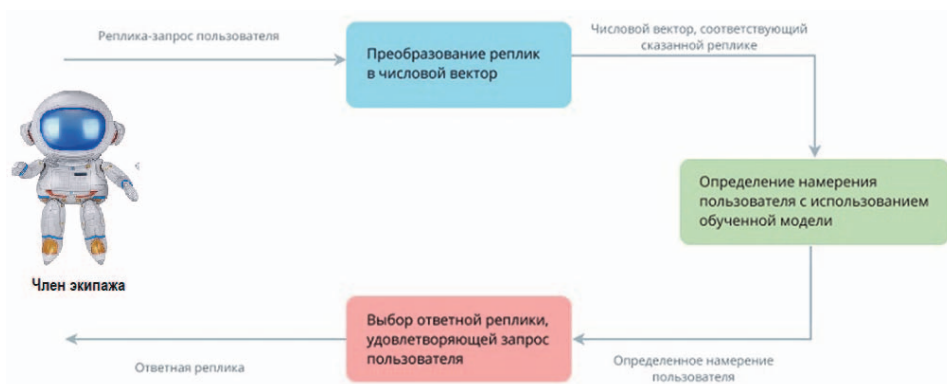 Реплика-запрос пользователя
Числовой вектор, соответствующий
сказанной реплике
Преобразование реплик
в числовой вектор
Определение намерения
пользователя с использованием
обученной модели
Член экипажа
Выбор ответной реплики,
удовлетворяющей запрос
пользователя
Ответная реплика
Определенное намерение
пользователя